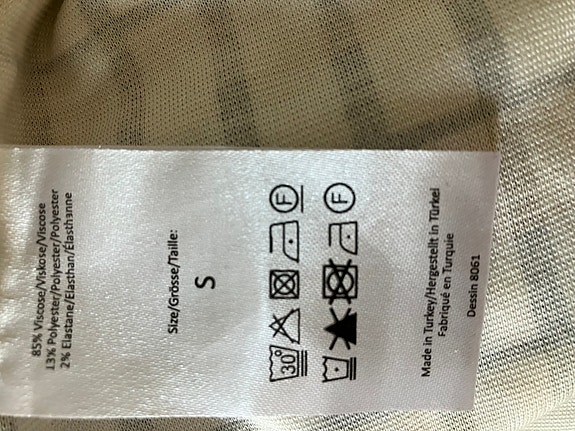 85% Viscose/Viskose/Viscose
13% Polyester/Polyester/Polyester
2% Elastane/Elasthan/Élasthanne
Size/Grösse/Taille:
S
30°
F
F
Made in Turkey/Hergestellt in Türkei
Fabriqué en Turquie
Dessin 8061